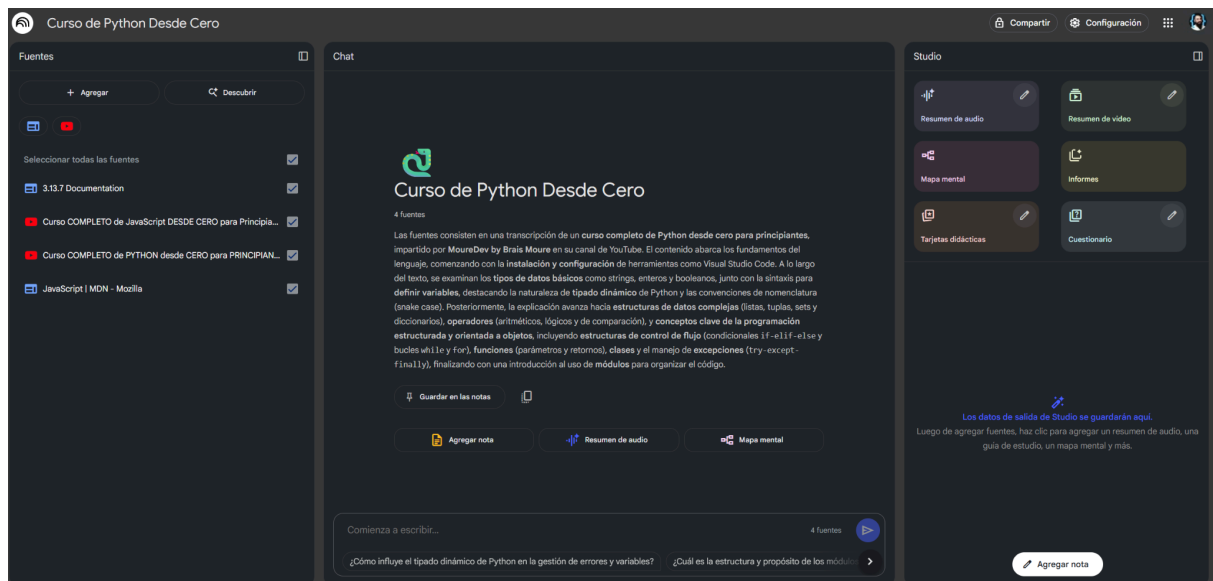 Curso de Python Desde Cero
Compartir
Configuración
Fuentes
+ Agregar
Descubrir
Seleccionar todas las fuentes
3.13.7 Documentation
Curso COMPLETO de JavaScript DESDE CERO para Principia...
Curso COMPLETO de PYTHON desde CERO para PRINCIPIAN...
JavaScript | MDN - Mozilla
Chat
Curso de Python Desde Cero
4 fuentes
Las fuentes consisten en una transcripción de un curso completo de Python desde cero para principiantes,
impartido por MoureDev by Brais Moure en su canal de YouTube. El contenido abarca los fundamentos del
lenguaje, comenzando con la instalación y configuración de herramientas como Visual Studio Code. A lo largo
del texto, se examinan los tipos de datos básicos como strings, enteros y booleanos, junto con la sintaxis para
definir variables, destacando la naturaleza de tipado dinámico de Python y las convenciones de nomenclatura
(snake case). Posteriormente, la explicación avanza hacia estructuras de datos complejas (listas, tuplas, sets y
diccionarios), operadores (aritméticos, lógicos y de comparación), y conceptos clave de la programación
estructurada y orientada a objetos, incluyendo estructuras de control de flujo (condicionales if-elif-else y
bucles while y for), funciones (parámetros y retornos), clases y el manejo de excepciones (try-except-
finally), finalizando con una introducción al uso de módulos para organizar el código.
Guardar en las notas
Agregar nota
Resumen de audio
Mapa mental
Comienza a escribir...
4 fuentes
¿Cómo influye el tipado dinámico de Python en la gestión de errores y variables?
¿Cuál es la estructura y propósito de los módulo
Studio
Resumen de audio
Resumen de video
Mapa mental
Informes
Tarjetas didácticas
Cuestionario
Los datos de salida de Studio se guardarán aquí.
Luego de agregar fuentes, haz clic para agregar un resumen de audio, una
guía de estudio, un mapa mental y más.
Agregar nota